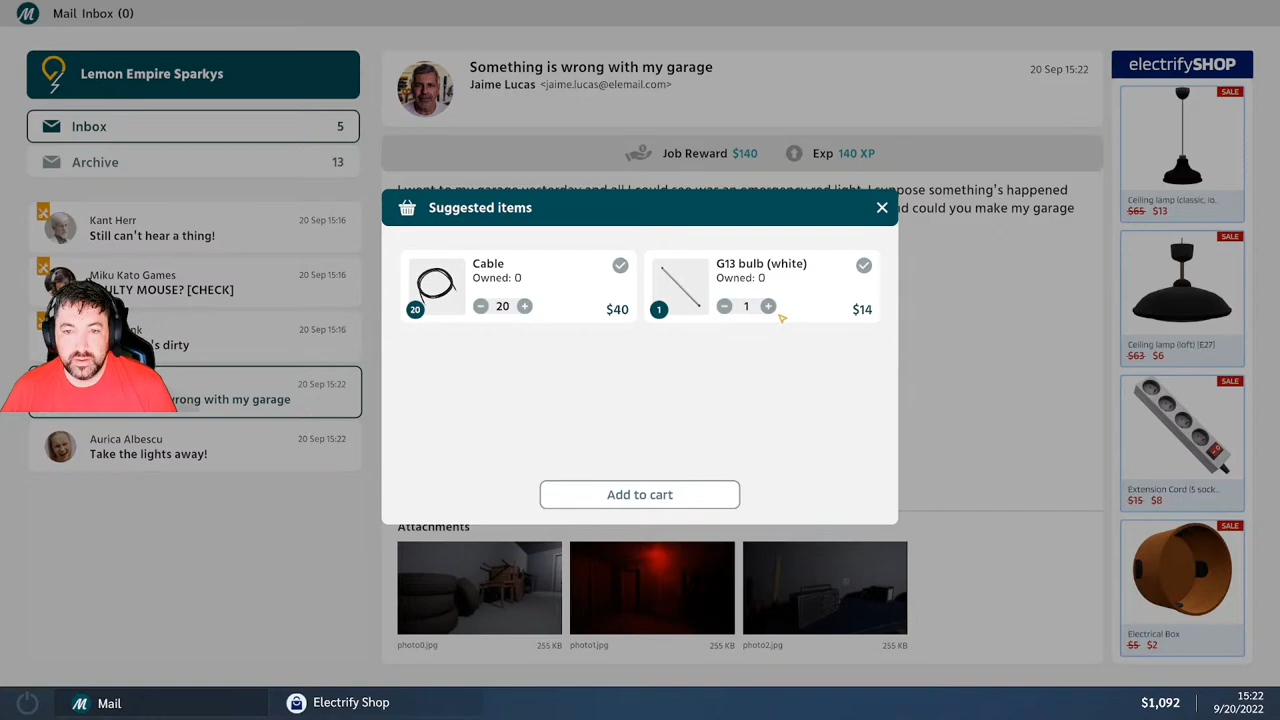 Mail Inbox (0)
Lemon Empire Sparkys
Inbox 5
Archive 13
Kant Herr 20 Sep 15:16
Still can't hear a thing!
Miku Kato Games 20 Sep 15:16
ULTY MOUSE? [CHECK]
nk 20 Sep 15:16
's dirty
20 Sep 15:22
wrong with my garage
Aurica Albescu 20 Sep 15:22
Take the lights away!
Something is wrong with my garage 20 Sep 15:22
Jaime Lucas <jaime.lucas@elemail.com>
Job Reward $140 Exp 140 XP
I went to my garage yesterday and all I could see was an emergency red light. I suppose something's happened
d could you make my garage
Suggested items
Cable
Owned: 0
20 20 $40
G13 bulb (white)
Owned: 0
1 1 $14
Add to cart
Attachments
photo0.jpg 255 KB
photo1.jpg 255 KB
photo2.jpg 255 KB
electrifySHOP
SALE
Ceiling lamp (classic, lo..
$65 $13
SALE
Ceiling lamp (loft) [E27]
$63 $6
SALE
Extension Cord (5 sock..
$15 $8
SALE
Electrical Box
$5 $2
Mail
Electrify Shop
$1,092
15:22
9/20/2022